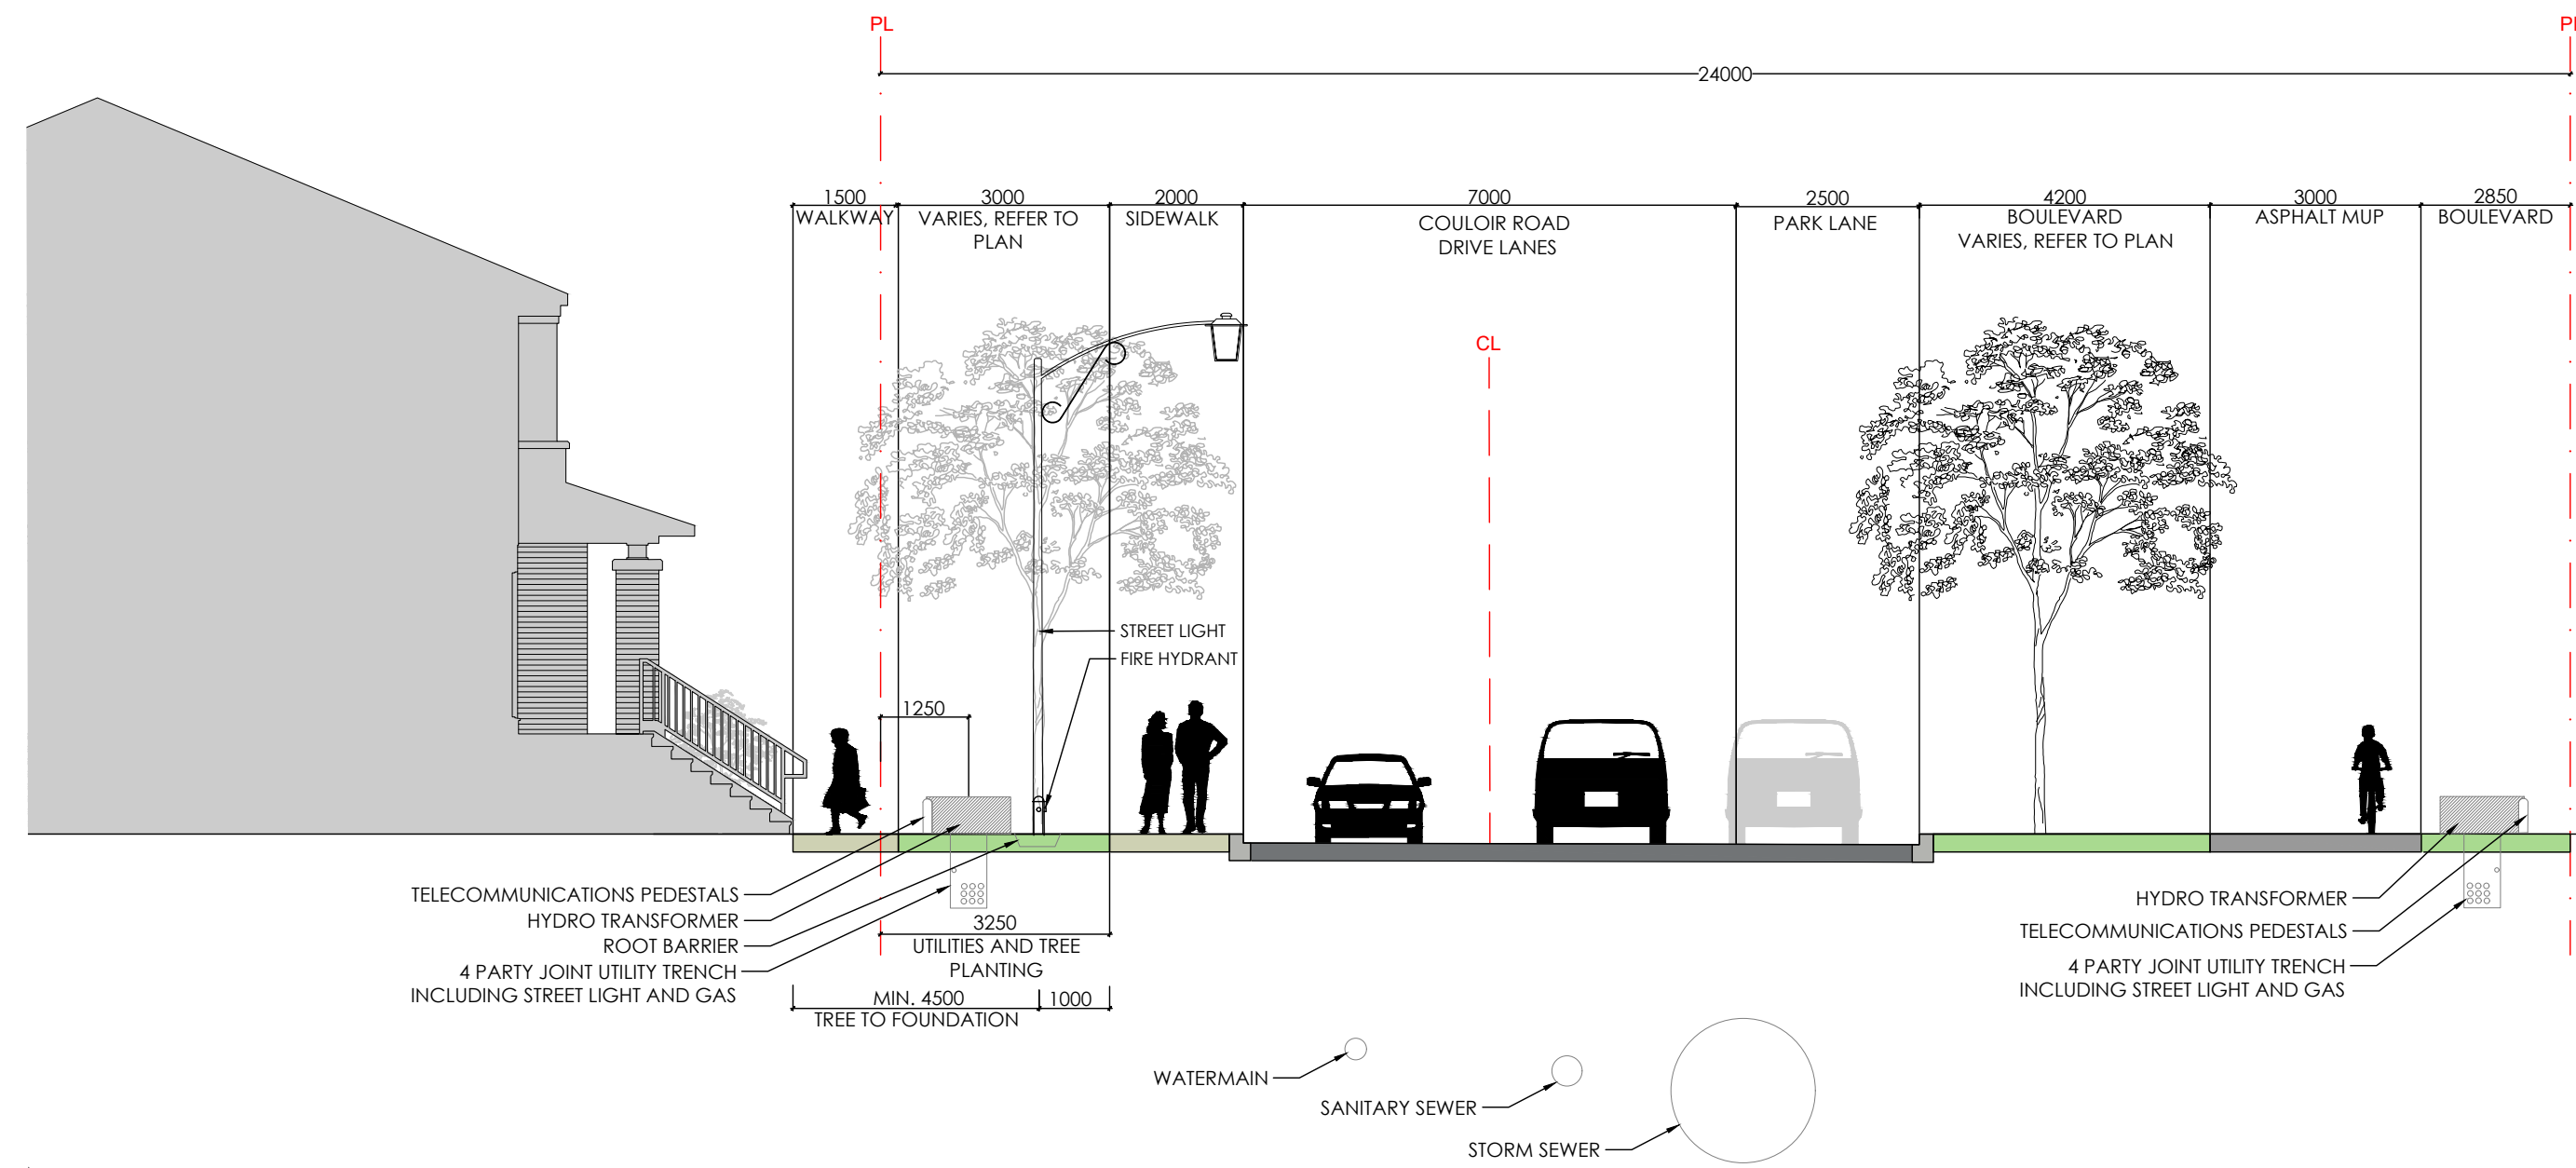 PL
PL
24000
1500
3000
2000
7000
2500
4200
3000
2850
WALKWAY
VARIES, REFER TO
PLAN
SIDEWALK
COULOIR ROAD
DRIVE LANES
PARK LANE
BOULEVARD
VARIES, REFER TO PLAN
ASPHALT MUP
BOULEVARD
CL
STREET LIGHT
FIRE HYDRANT
1250
TELECOMMUNICATIONS PEDESTALS
HYDRO TRANSFORMER
ROOT BARRIER
4 PARTY JOINT UTILITY TRENCH
INCLUDING STREET LIGHT AND GAS
3250
UTILITIES AND TREE
PLANTING
MIN. 4500
1000
TREE TO FOUNDATION
HYDRO TRANSFORMER
TELECOMMUNICATIONS PEDESTALS
4 PARTY JOINT UTILITY TRENCH
INCLUDING STREET LIGHT AND GAS
WATERMAIN
SANITARY SEWER
STORM SEWER